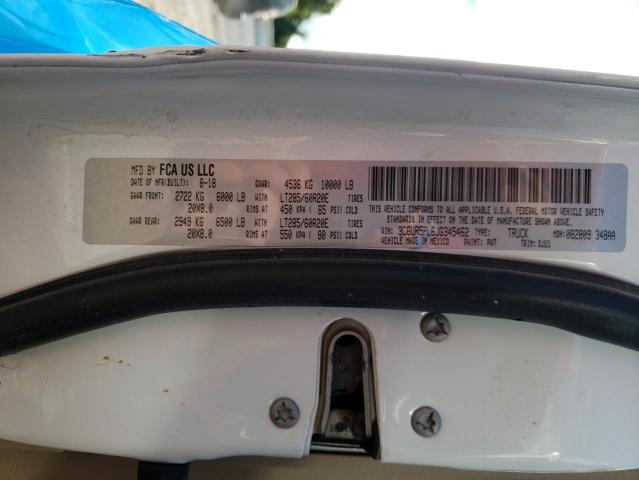 MFD BY FCA US LLC
DATE OF MFR(BUILT): 8-18 GVWR: 4536 KG 10000 LB
GAWR FRONT: 2722 KG 6000 LB WITH LT285/60R20E TIRES
20X8.0 RIMS AT 450 KPA ( 65 PSI) COLD
GAWR REAR: 2949 KG 6500 LB WITH LT285/60R20E TIRES
20X8.0 RIMS AT 550 KPA ( 80 PSI) COLD
THIS VEHICLE CONFORMS TO ALL APPLICABLE U.S.A. FEDERAL MOTOR VEHICLE SAFETY
STANDARDS IN EFFECT ON THE DATE OF MANUFACTURE SHOWN ABOVE.
VIN: 3C6UR5PL6JG345462 TYPE: TRUCK MDH: 082809 348AA
VEHICLE MADE IN MEXICO PAINT: PW7 TRIM: